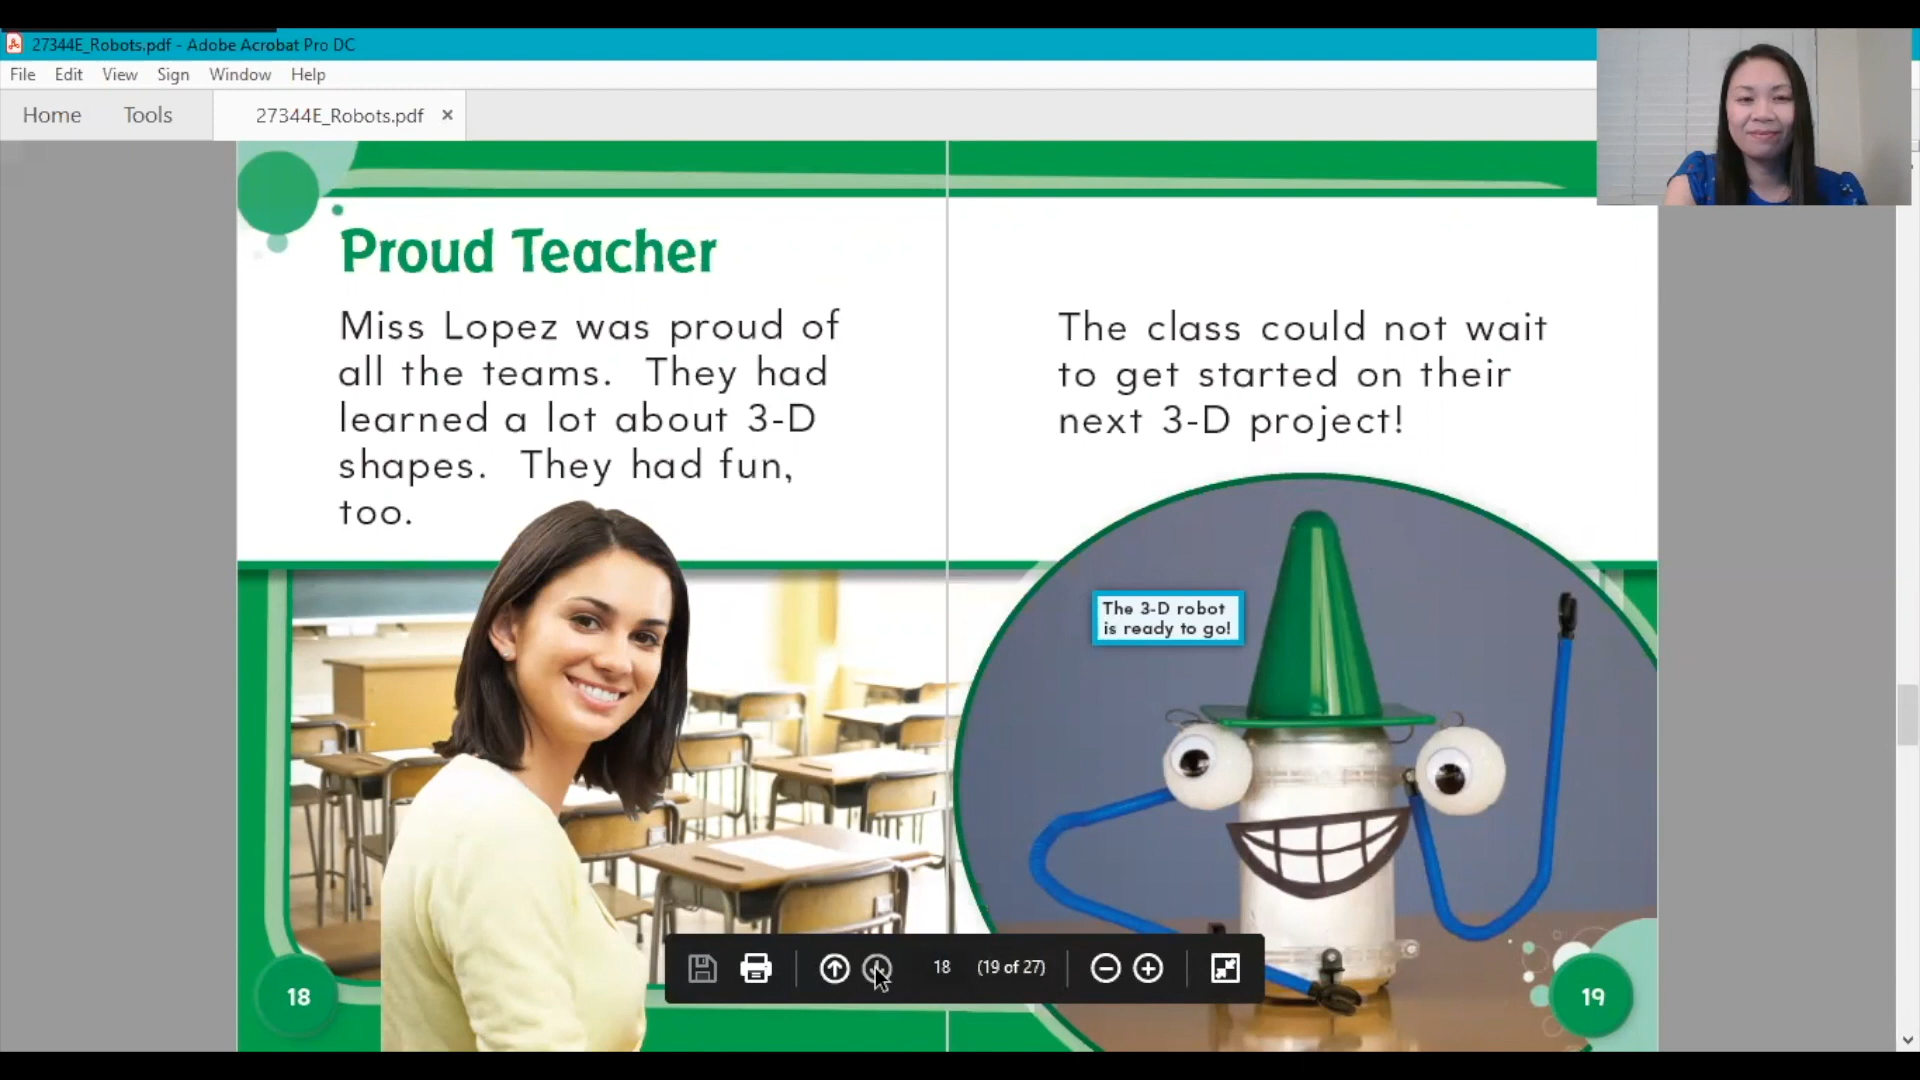 27344E_Robots.pdf - Adobe Acrobat Pro DC
File Edit View Sign Window Help
Home Tools 27344E_Robots.pdf ×
Proud Teacher
Miss Lopez was proud of
all the teams. They had
learned a lot about 3-D
shapes. They had fun,
too.
The class could not wait
to get started on their
next 3-D project!
The 3-D robot
is ready to go!
18 (19 of 27)
18
19